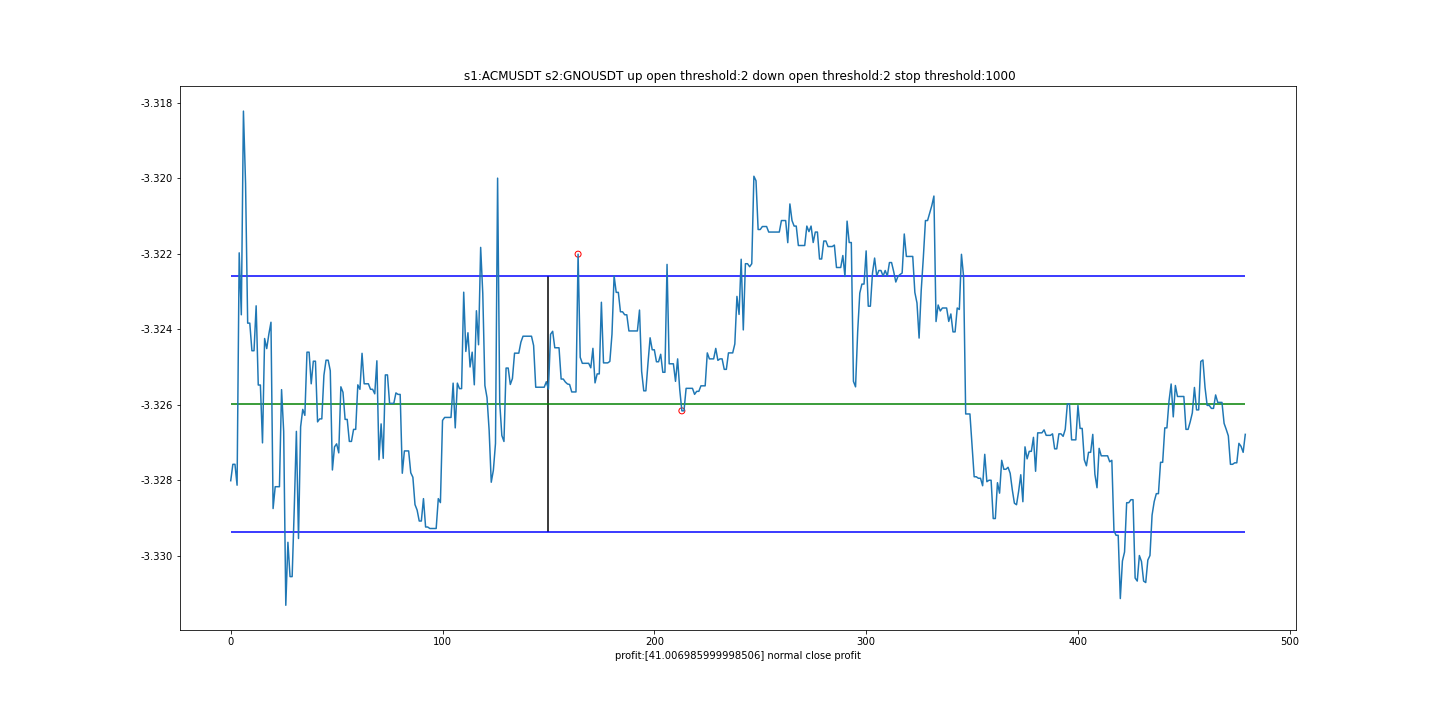 s1:ACMUSDT s2:GNOUSDT up open threshold:2 down open threshold:2 stop threshold:1000
-3.318
-3.320
-3.322
-3.324
-3.326
-3.328
-3.330
0 100 200 300 400 500
profit:[41.006985999998506] normal close profit